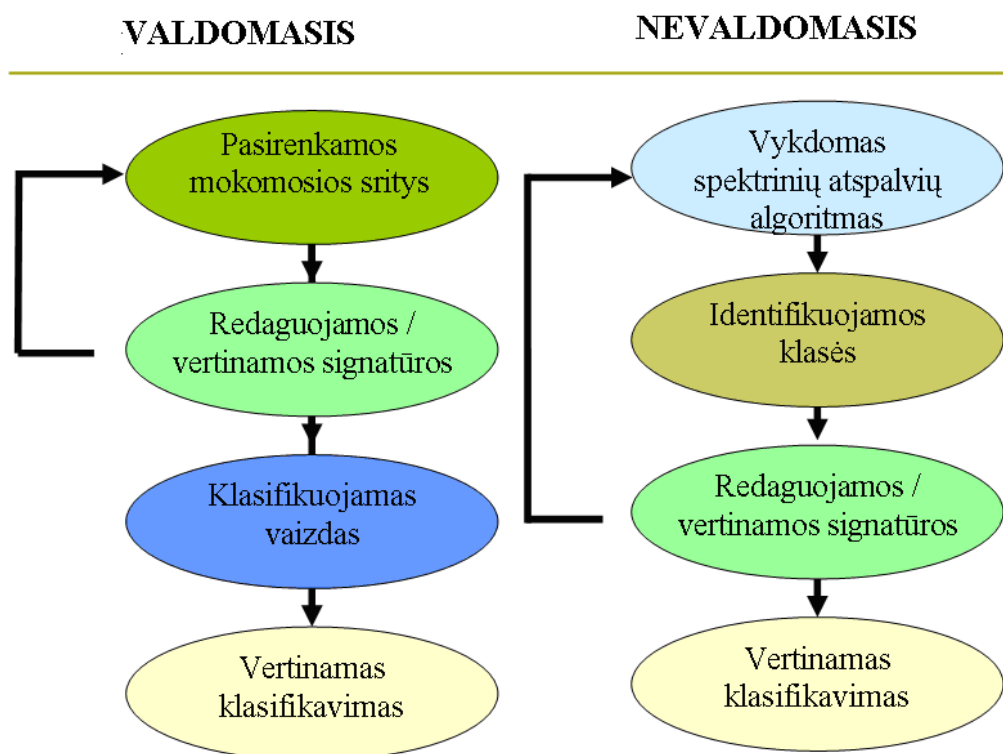 VALDOMASIS
NEVALDOMASIS
Pasirenkamos
mokomosios sritys
Redaguojamos /
vertinamos signatūros
Klasifikuojamas
vaizdas
Vertinamas
klasifikavimas
Vykdomas
spektrinių atspalvių
algoritmas
Identifikuojamos
klasės
Redaguojamos /
vertinamos signatūros
Vertinamas
klasifikavimas